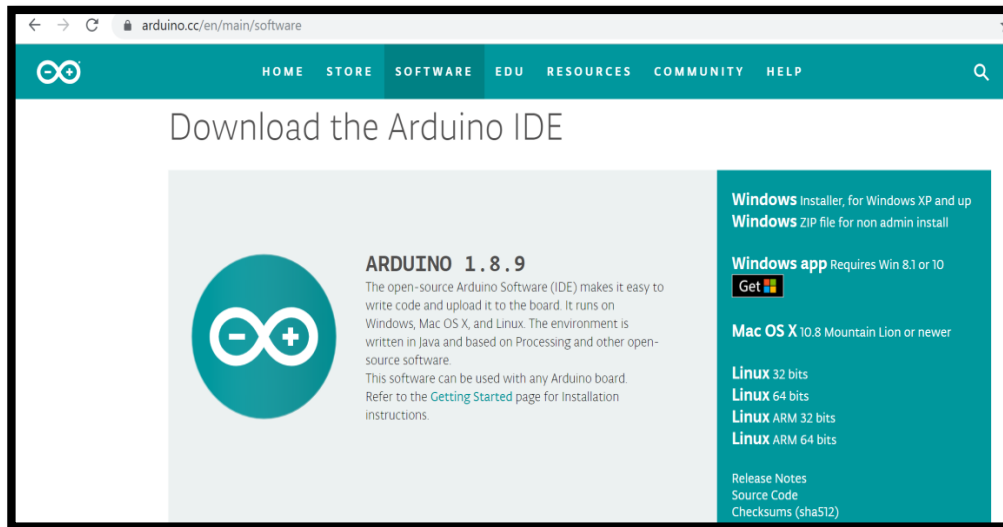 arduino.cc/en/main/software
HOME STORE SOFTWARE EDU RESOURCES COMMUNITY HELP
Download the Arduino IDE
ARDUINO 1.8.9
The open-source Arduino Software (IDE) makes it easy to
write code and upload it to the board. It runs on
Windows, Mac OS X, and Linux. The environment is
written in Java and based on Processing and other open-
source software.
This software can be used with any Arduino board.
Refer to the Getting Started page for Installation
instructions.
Windows Installer, for Windows XP and up
Windows ZIP file for non admin install
Windows app Requires Win 8.1 or 10
Get
Mac OS X 10.8 Mountain Lion or newer
Linux 32 bits
Linux 64 bits
Linux ARM 32 bits
Linux ARM 64 bits
Release Notes
Source Code
Checksums (sha512)